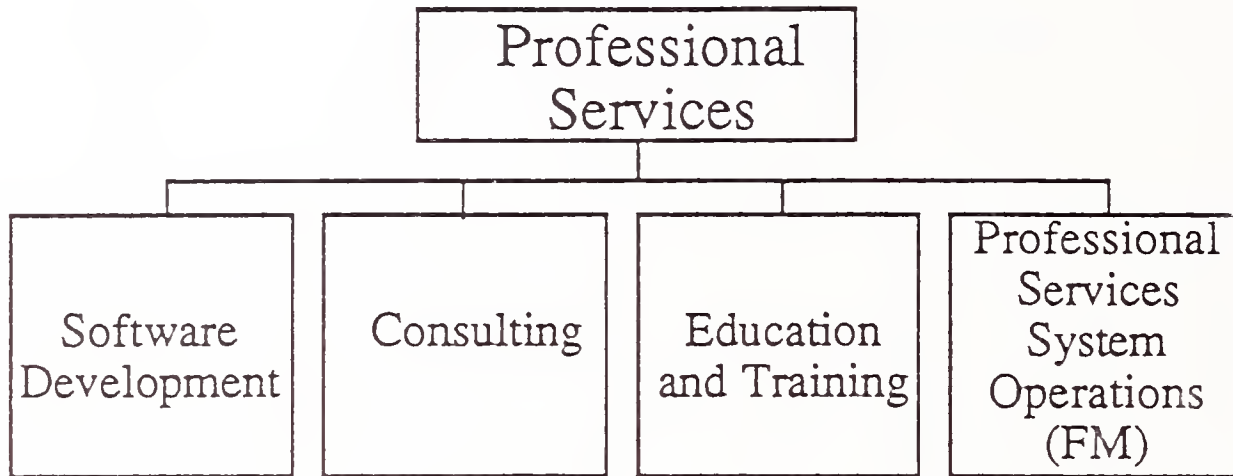 Professional
Services
Software
Development
Consulting
Education
and Training
Professional
Services
System
Operations
(FM)